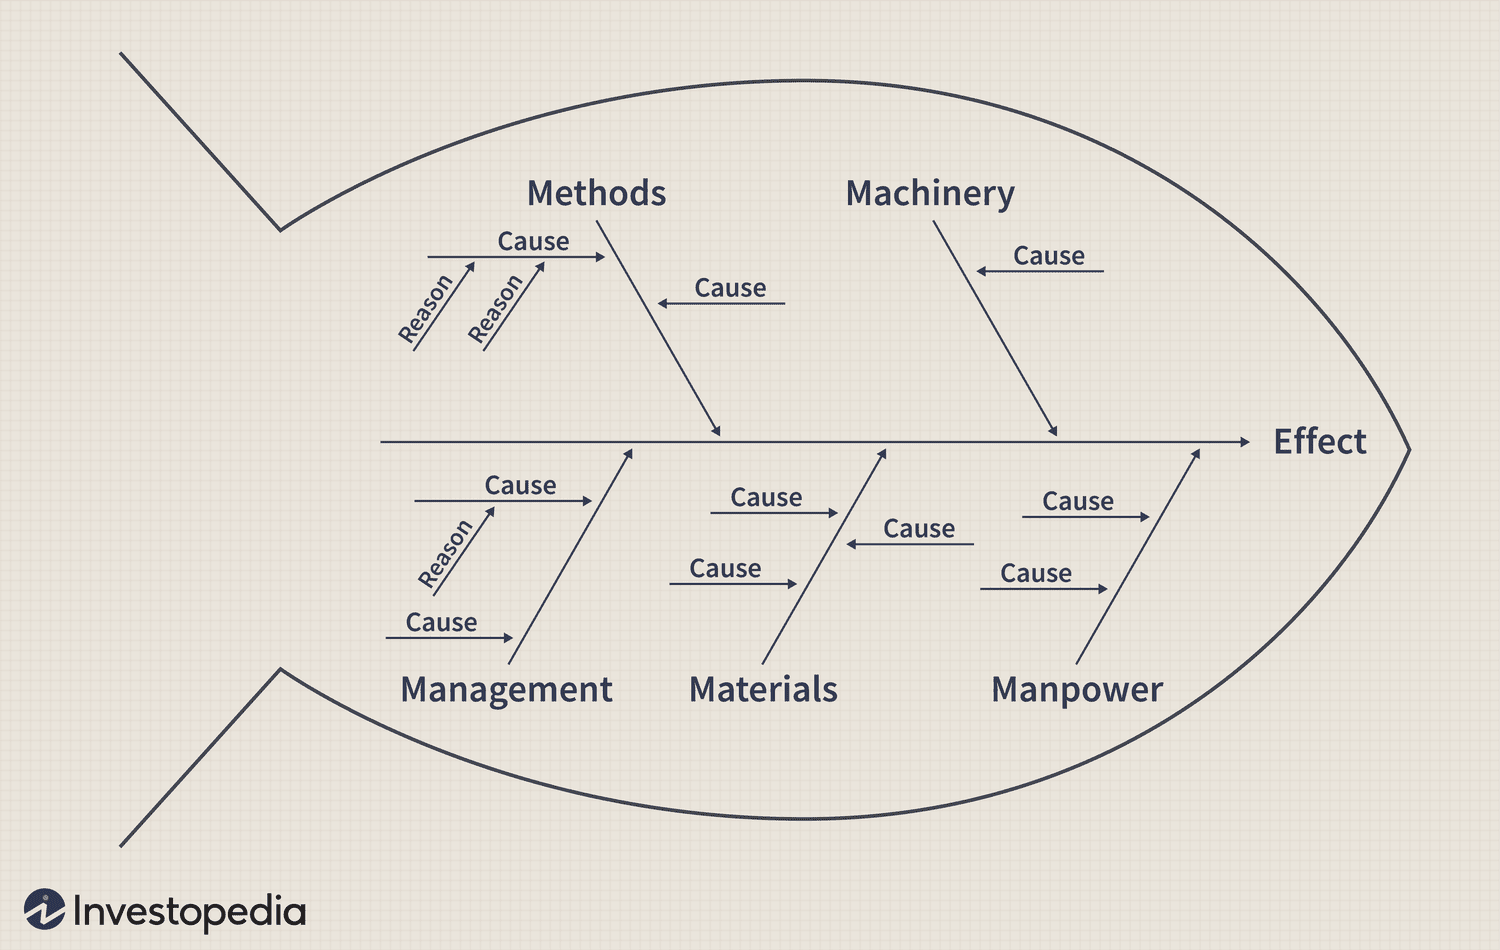 Methods
Machinery
Cause
Cause
Cause
Reason
Reason
Effect
Cause
Cause
Cause
Cause
Reason
Cause
Cause
Cause
Management
Materials
Manpower
Investopedia